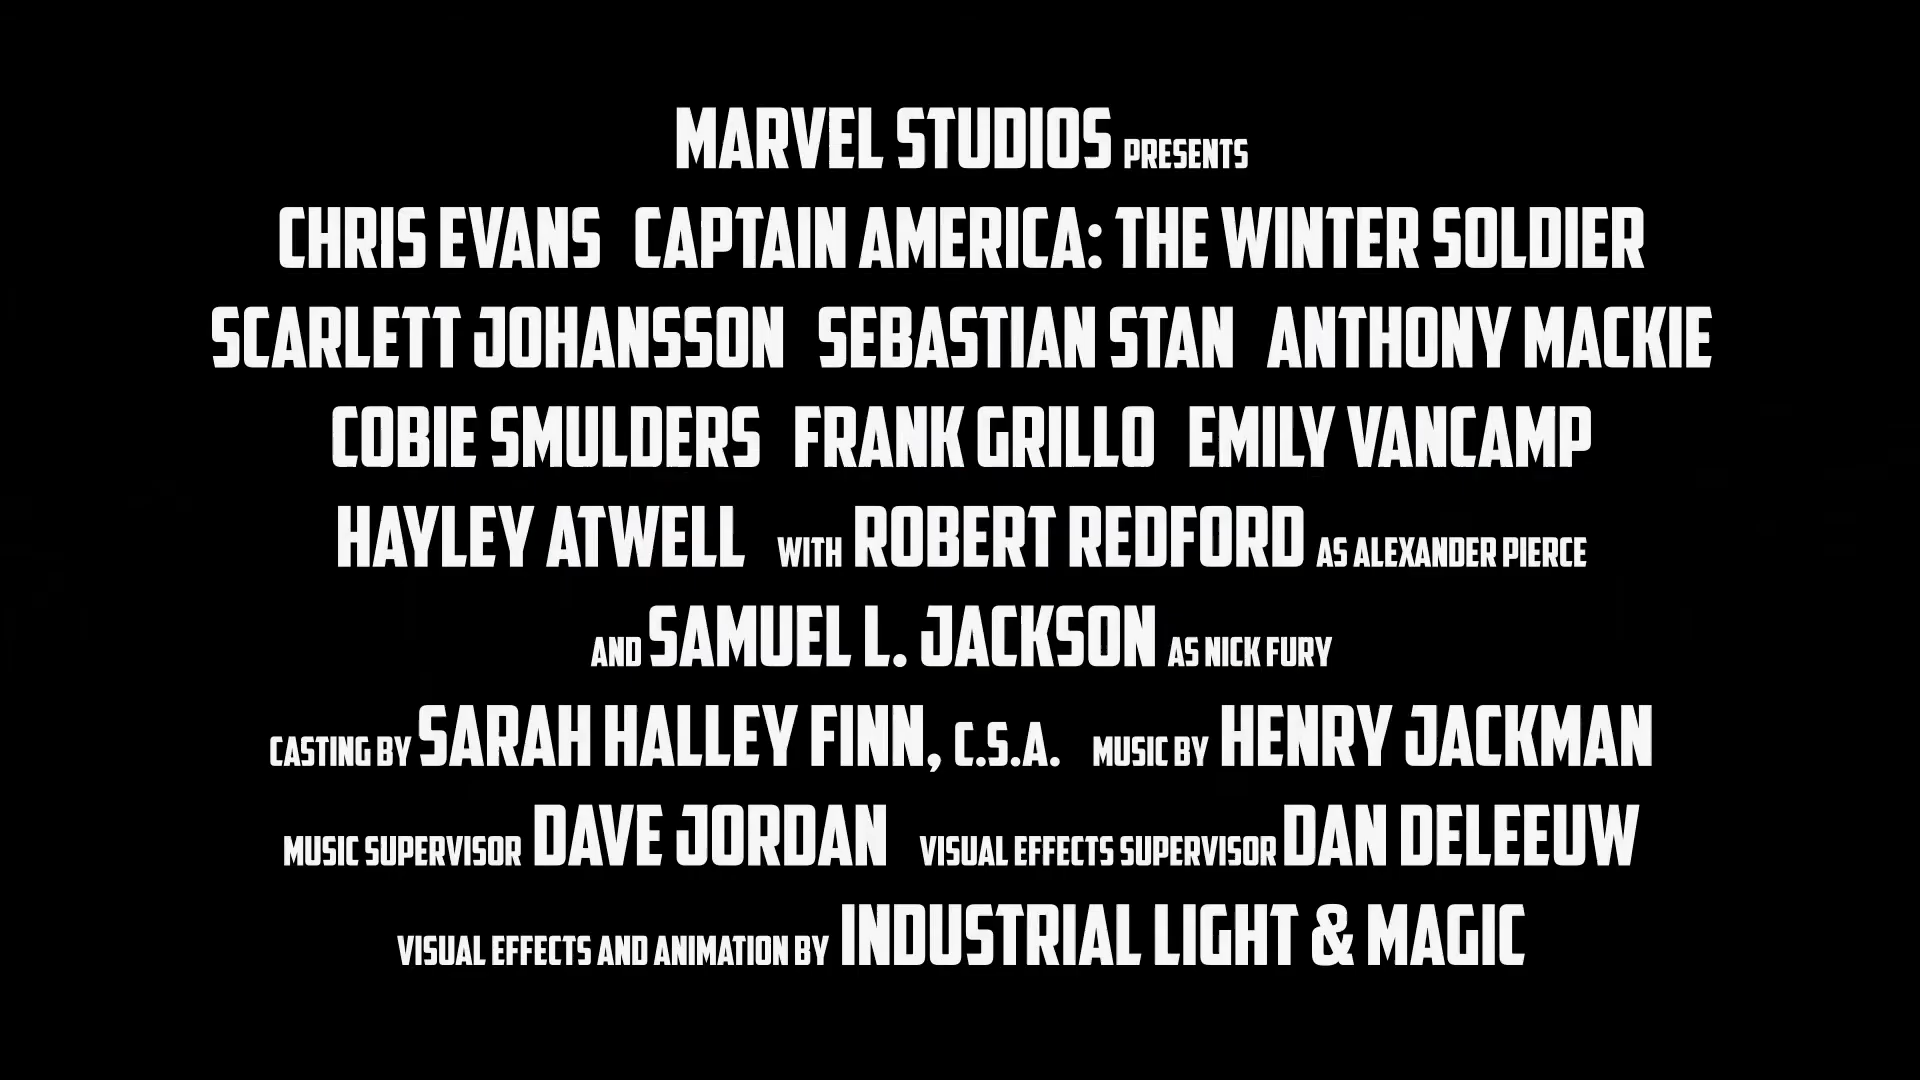 MARVEL STUDIOS PRESENTS
CHRIS EVANS CAPTAIN AMERICA: THE WINTER SOLDIER
SCARLETT JOHANSSON SEBASTIAN STAN ANTHONY MACKIE
COBIE SMULDERS FRANK GRILLO EMILY VANCAMP
HAYLEY ATWELL WITH ROBERT REDFORD AS ALEXANDER PIERCE
AND SAMUEL L. JACKSON AS NICK FURY
CASTING BY SARAH HALLEY FINN, C.S.A. MUSIC BY HENRY JACKMAN
MUSIC SUPERVISOR DAVE JORDAN VISUAL EFFECTS SUPERVISOR DAN DELEEUW
VISUAL EFFECTS AND ANIMATION BY INDUSTRIAL LIGHT & MAGIC